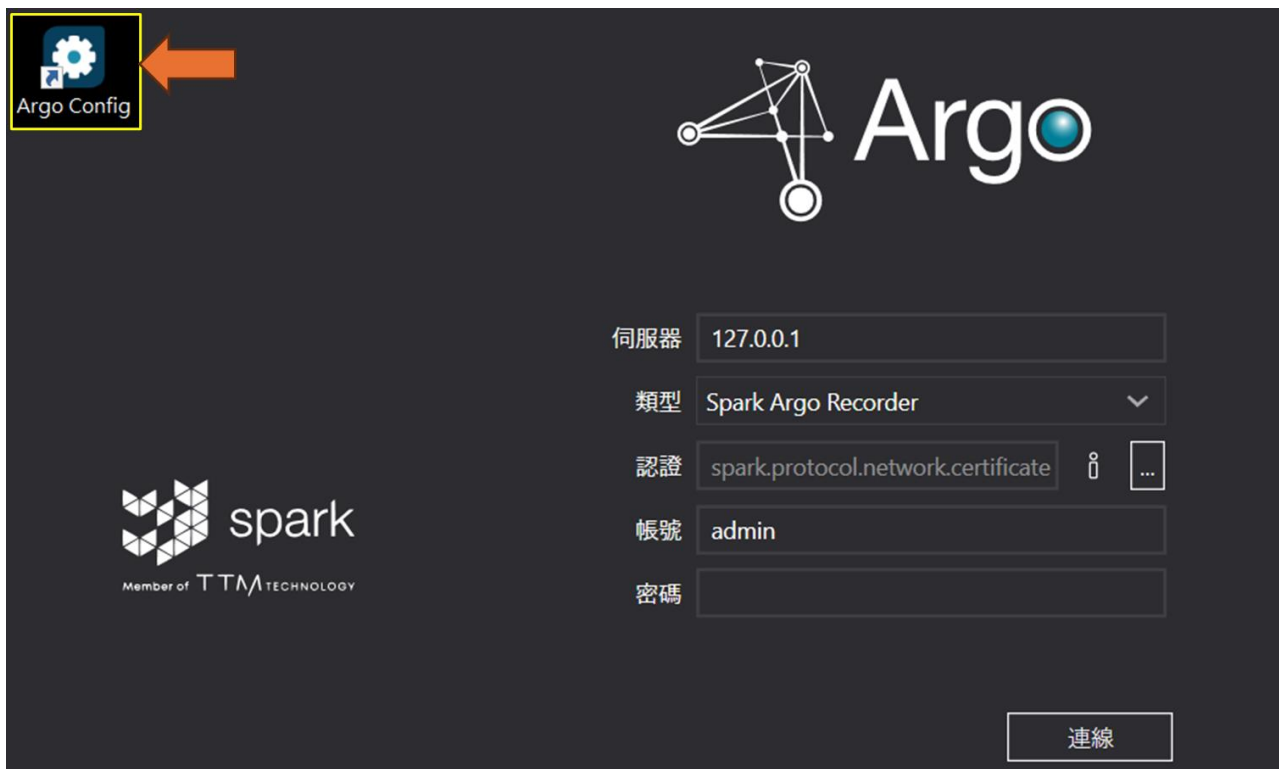 Argo Config
Argo
伺服器 127.0.0.1
類型 Spark Argo Recorder
認證 spark.protocol.network.certificate ...
帳號 admin
密碼
spark
Member of TTM TECHNOLOGY
連線